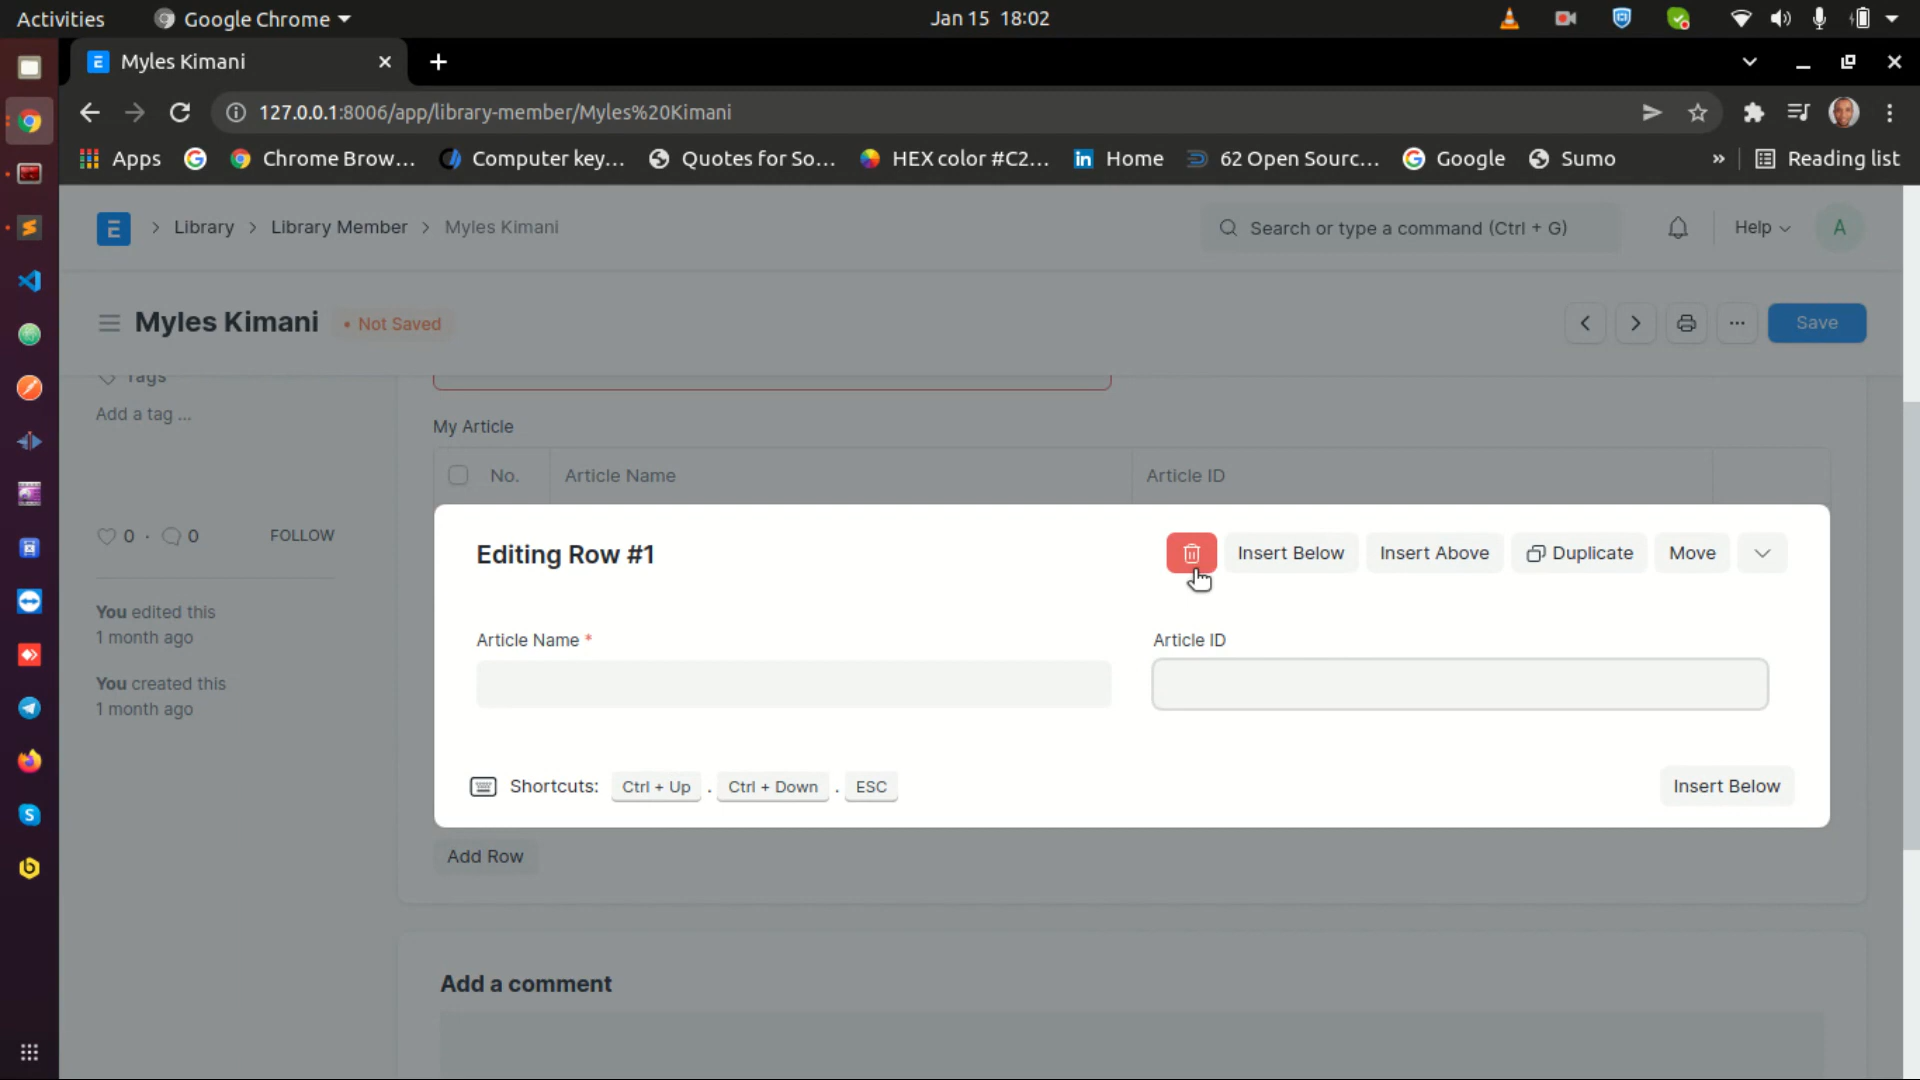 Activities
Google Chrome
Jan 15 18:02
Myles Kimani
127.0.0.1:8006/app/library-member/Myles%20Kimani
Apps
Chrome Brow...
Computer key...
Quotes for So...
HEX color #C2...
Home
62 Open Sourc...
Google
Sumo
»
Reading list
Library
Library Member
Myles Kimani
Search or type a command (Ctrl + G)
Help
A
Myles Kimani
• Not Saved
Save
Tags
Add a tag ...
My Article
No.
Article Name
Article ID
0 · 0
FOLLOW
Editing Row #1
Insert Below
Insert Above
Duplicate
Move
You edited this
1 month ago
Article Name *
Article ID
You created this
1 month ago
Shortcuts: Ctrl + Up . Ctrl + Down . ESC
Insert Below
Add Row
Add a comment